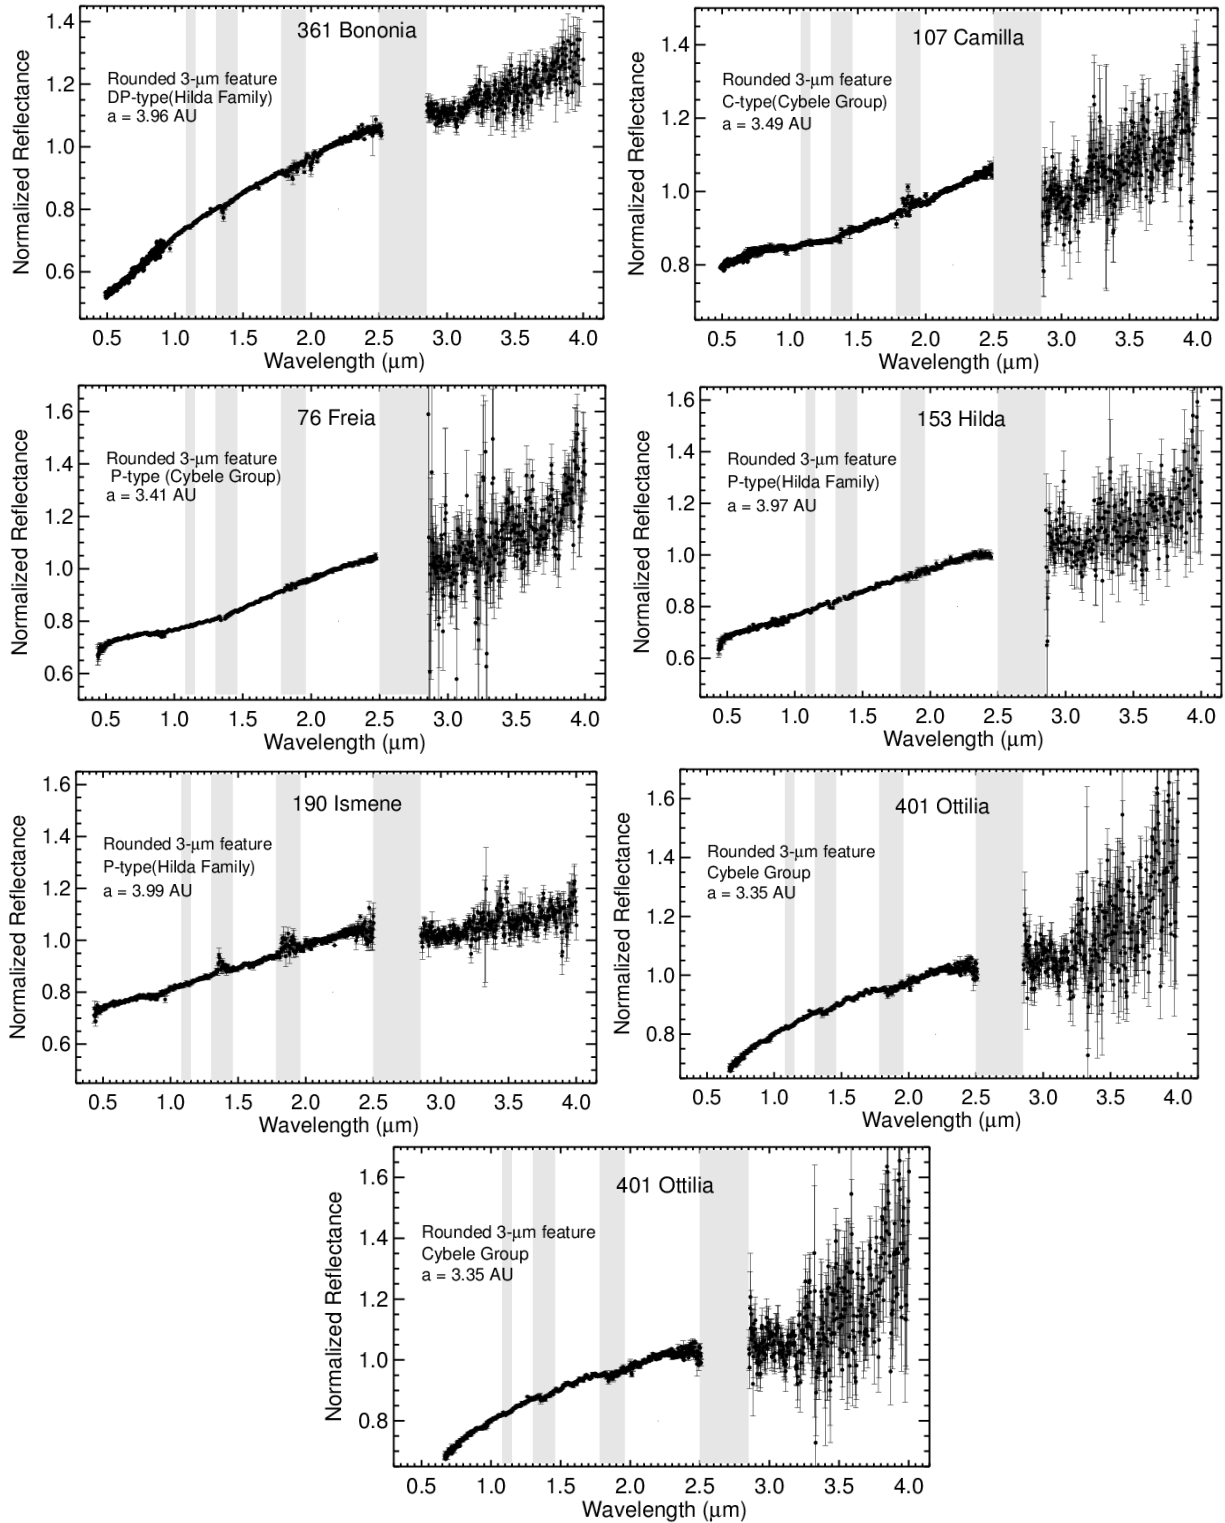 361 Bononia
Rounded 3-μm feature
DP-type(Hilda Family)
a = 3.96 AU
Normalized Reflectance
1.4
1.2
1.0
0.8
0.6
0.5 1.0 1.5 2.0 2.5 3.0 3.5 4.0
Wavelength (μm)
107 Camilla
Rounded 3-μm feature
C-type(Cybele Group)
a = 3.49 AU
Normalized Reflectance
1.4
1.2
1.0
0.8
0.5 1.0 1.5 2.0 2.5 3.0 3.5 4.0
Wavelength (μm)
76 Freia
Rounded 3-μm feature
P-type (Cybele Group)
a = 3.41 AU
Normalized Reflectance
1.6
1.4
1.2
1.0
0.8
0.6
0.5 1.0 1.5 2.0 2.5 3.0 3.5 4.0
Wavelength (μm)
153 Hilda
Rounded 3-μm feature
P-type(Hilda Family)
a = 3.97 AU
Normalized Reflectance
1.6
1.4
1.2
1.0
0.8
0.6
0.5 1.0 1.5 2.0 2.5 3.0 3.5 4.0
Wavelength (μm)
190 Ismene
Rounded 3-μm feature
P-type(Hilda Family)
a = 3.99 AU
Normalized Reflectance
1.6
1.4
1.2
1.0
0.8
0.6
0.5 1.0 1.5 2.0 2.5 3.0 3.5 4.0
Wavelength (μm)
401 Ottilia
Rounded 3-μm feature
Cybele Group
a = 3.35 AU
Normalized Reflectance
1.6
1.4
1.2
1.0
0.8
0.5 1.0 1.5 2.0 2.5 3.0 3.5 4.0
Wavelength (μm)
401 Ottilia
Rounded 3-μm feature
Cybele Group
a = 3.35 AU
Normalized Reflectance
1.6
1.4
1.2
1.0
0.8
0.5 1.0 1.5 2.0 2.5 3.0 3.5 4.0
Wavelength (μm)